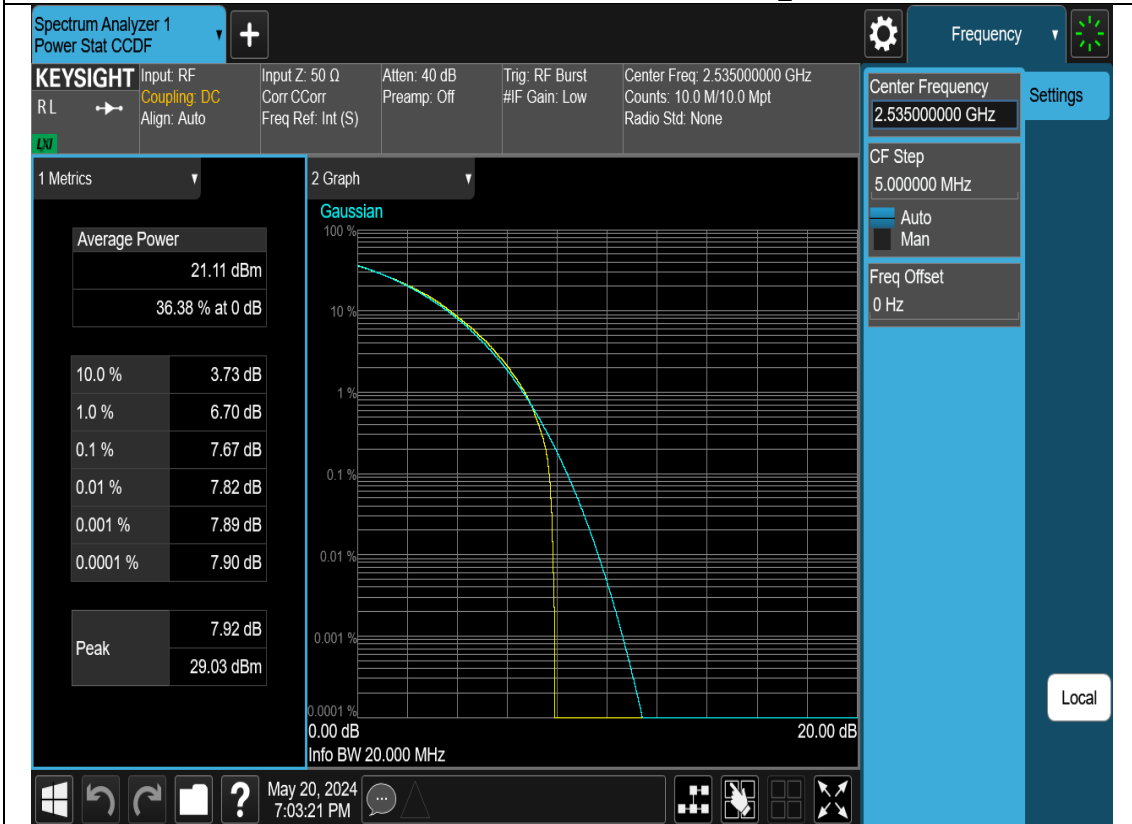 Spectrum Analyzer 1
Power Stat CCDF
+
Frequency
KEYSIGHT
RL
LXI
Input: RF
Coupling: DC
Align: Auto
Input Z: 50 Ω
Corr CCorr
Freq Ref: Int (S)
Atten: 40 dB
Preamp: Off
Trig: RF Burst
#IF Gain: Low
Center Freq: 2.535000000 GHz
Counts: 10.0 M/10.0 Mpt
Radio Std: None
Center Frequency
2.535000000 GHz
Settings
CF Step
5.000000 MHz
Auto
Man
Freq Offset
0 Hz
Local
1 Metrics
Average Power
21.11 dBm
36.38 % at 0 dB
10.0 % 3.73 dB
1.0 % 6.70 dB
0.1 % 7.67 dB
0.01 % 7.82 dB
0.001 % 7.89 dB
0.0001 % 7.90 dB
Peak
7.92 dB
29.03 dBm
2 Graph
Gaussian
100 %
10 %
1 %
0.1 %
0.01 %
0.001 %
0.0001 %
0.00 dB 20.00 dB
Info BW 20.000 MHz
?
May 20, 2024
7:03:21 PM